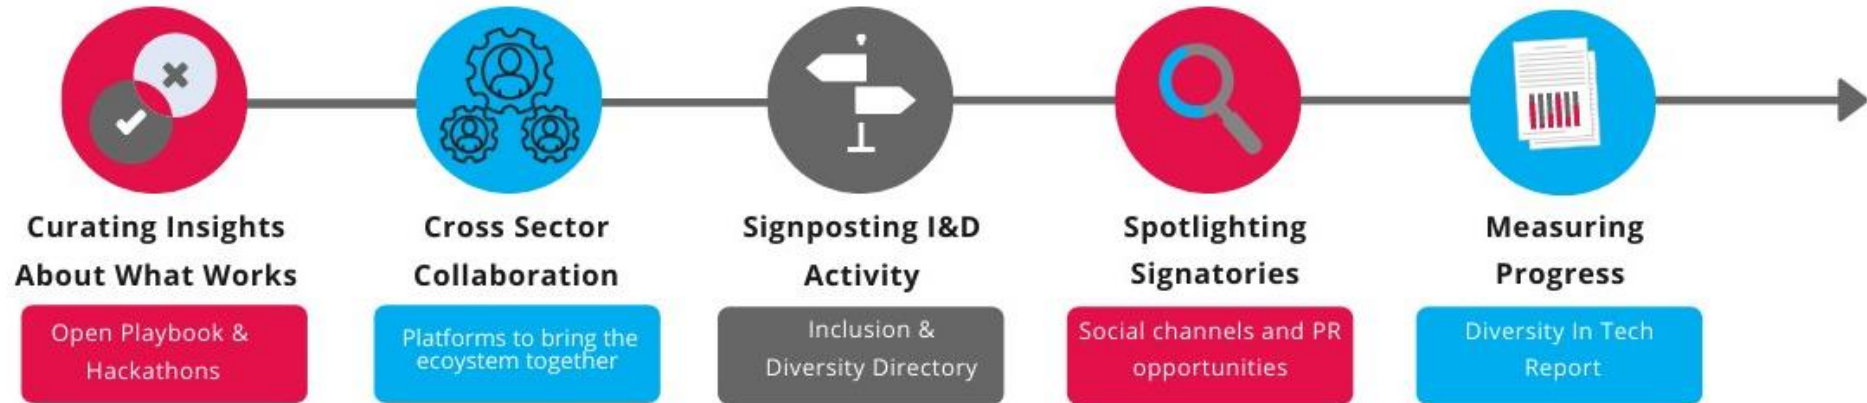 Curating Insights
About What Works
Open Playbook &
Hackathons
Cross Sector
Collaboration
Platforms to bring the
ecoystem together
Signposting I&D
Activity
Inclusion &
Diversity Directory
Spotlighting
Signatories
Social channels and PR
opportunities
Measuring
Progress
Diversity In Tech
Report